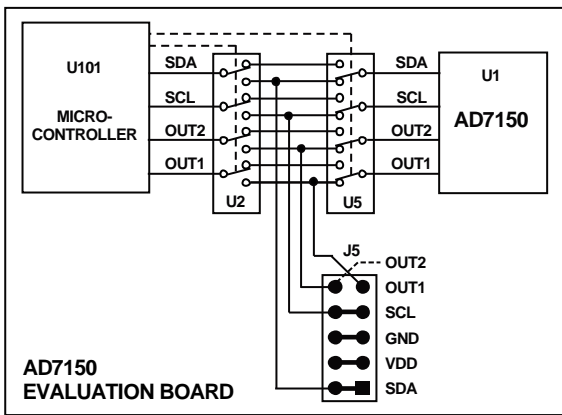 U101
MICRO-
CONTROLLER
SDA
SCL
OUT2
OUT1
U2
U5
SDA
SCL
OUT2
OUT1
U1
AD7150
J5
OUT2
OUT1
SCL
GND
VDD
SDA
AD7150
EVALUATION BOARD